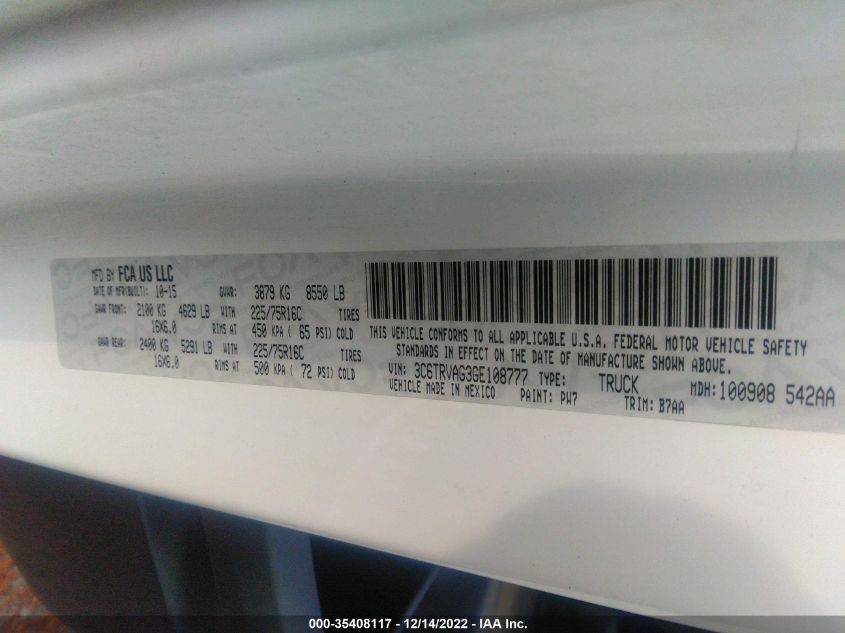 MFD BY FCA US LLC
DATE OF MFR(BUILT): 10-15 GVWR: 3879 KG 8550 LB
GAWR FRONT: 2100 KG 4629 LB WITH 225/75R16C TIRES
16X6.0 RIMS AT 450 KPA ( 65 PSI) COLD
GAWR REAR: 2400 KG 5291 LB WITH 225/75R16C TIRES
16X6.0 RIMS AT 500 KPA ( 72 PSI) COLD
THIS VEHICLE CONFORMS TO ALL APPLICABLE U.S.A. FEDERAL MOTOR VEHICLE SAFETY
STANDARDS IN EFFECT ON THE DATE OF MANUFACTURE SHOWN ABOVE.
VIN: 3C6TRVAG3GE108777 TYPE: TRUCK MDH:100908 542AA
VEHICLE MADE IN MEXICO PAINT: PW7 TRIM: B7AA
000-35408117 - 12/14/2022 - IAA Inc.